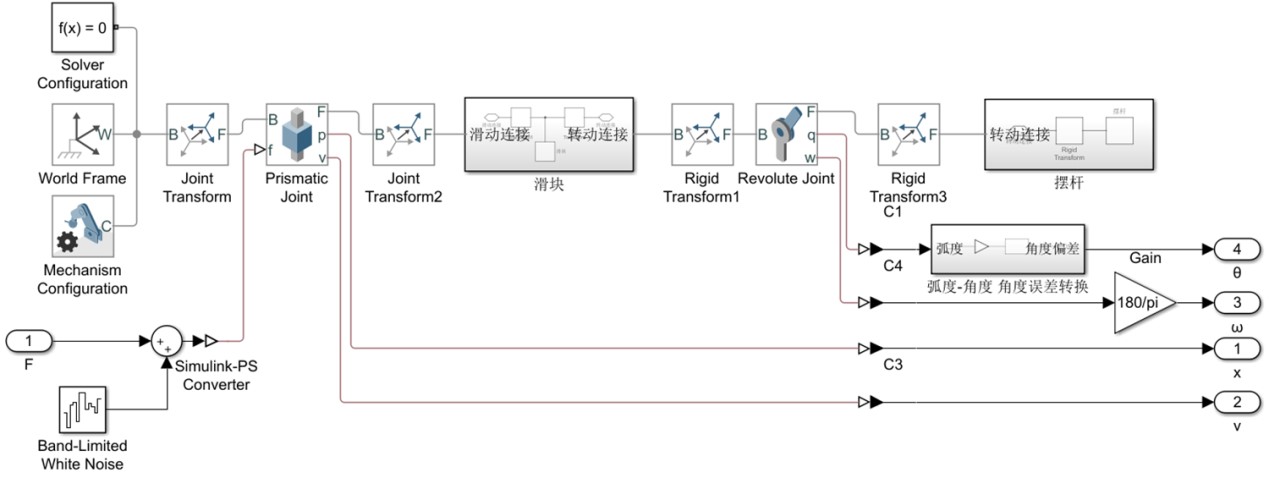 f(x) = 0
Solver
Configuration
W
World Frame
C
Mechanism
Configuration
B
F
Joint
Transform
B
f
F
p
v
Prismatic
Joint
B
F
Joint
Transform2
滑动连接
转动连接
滑块
B
F
Rigid
Transform1
B
F
q
w
Revolute Joint
B
F
Rigid
Transform3
转动连接
Rigid
Transform
摆杆
摆杆
C1
C4
弧度
角度偏差
弧度-角度 角度误差转换
Gain
4
θ
180/pi
3
ω
1
F
+
+
Simulink-PS
Converter
C3
1
x
2
v
Band-Limited
White Noise